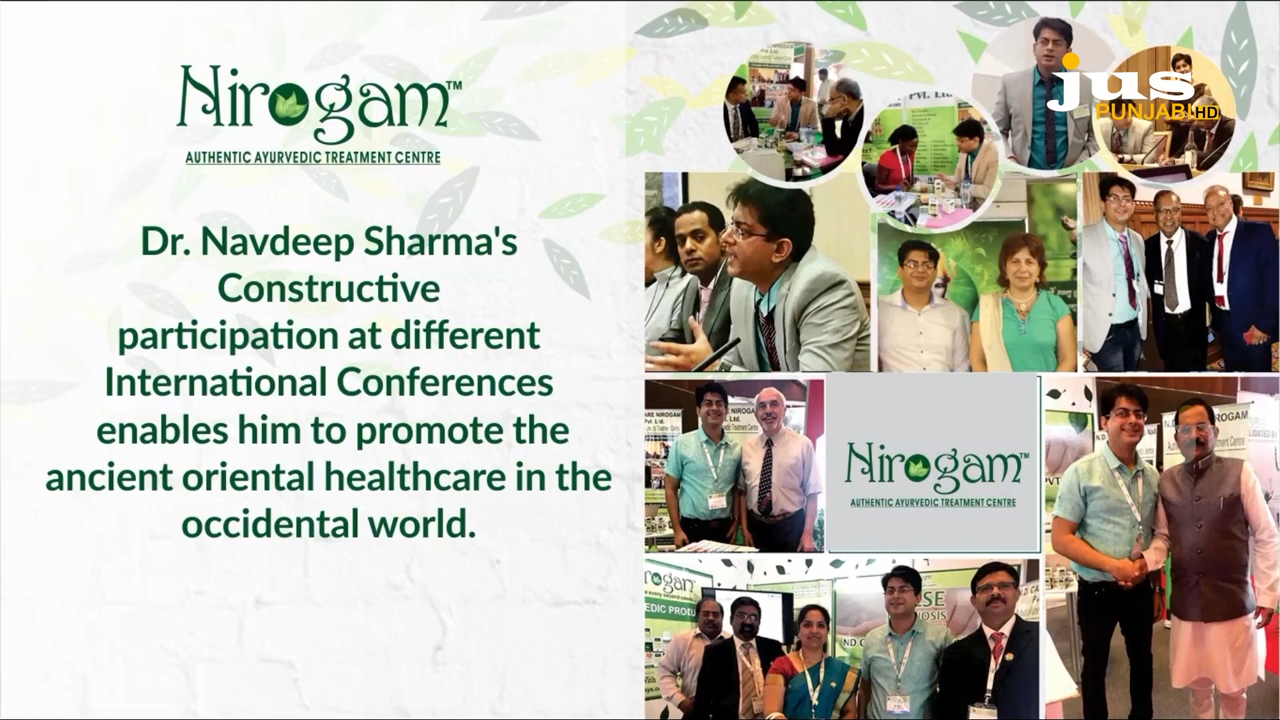 Nirogam™
AUTHENTIC AYURVEDIC TREATMENT CENTRE
Dr. Navdeep Sharma's
Constructive
participation at different
International Conferences
enables him to promote the
ancient oriental healthcare in the
occidental world.
jus
PUNJABI HD
Nirogam™
AUTHENTIC AYURVEDIC TREATMENT CENTRE